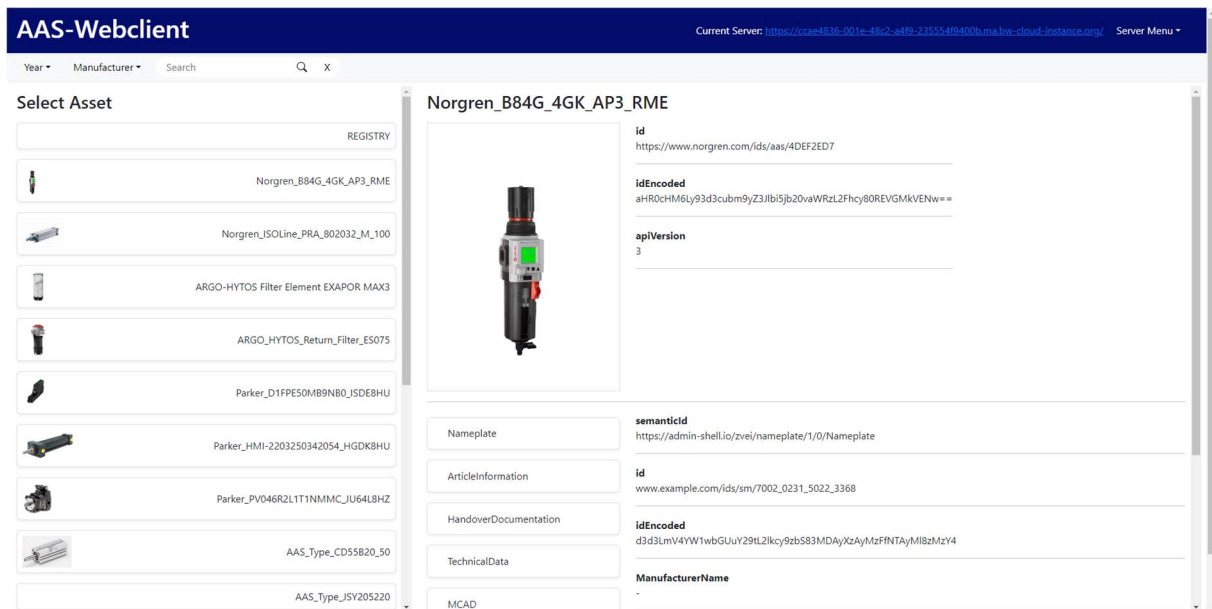 AAS-Webclient
Current Server: https://ccae4836-001e-48c2-a4f9-235554f9400b.ma.bw-cloud-instance.org/ Server Menu
Year Manufacturer Search X
Select Asset
REGISTRY
Norgren_B84G_4GK_AP3_RME
Norgren_ISOLine_PRA_802032_M_100
ARGO-HYTOS Filter Element EXAPOR MAX3
ARGO_HYTOS_Return_Filter_ES075
Parker_D1FPE50MB9NB0_ISDE8HU
Parker_HMI-2203250342054_HGDK8HU
Parker_PV046R2L1T1NMMC_JU64L8HZ
AAS_Type_CD55B20_50
AAS_Type_JSY205220
Norgren_B84G_4GK_AP3_RME
id
https://www.norgren.com/ids/aas/4DEF2ED7
idEncoded
aHR0cHM6Ly93d3cubm9yZ3Jlbi5jb20vaWRzL2Fhcy80REVGMkVENw==
apiVersion
3
Nameplate
ArticleInformation
HandoverDocumentation
TechnicalData
MCAD
semanticId
https://admin-shell.io/zvei/nameplate/1/0/Nameplate
id
www.example.com/ids/sm/7002_0231_5022_3368
idEncoded
d3d3LmV4YW1wbGUuY29tL2lkcy9zbS83MDAyXzAyMzFfNTAyMl8zMzY4
ManufacturerName
-